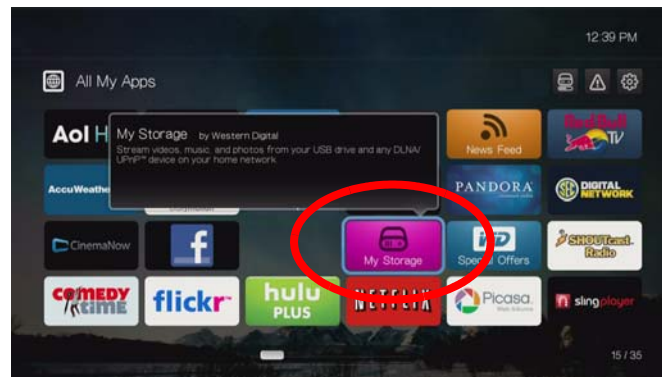 12:39 PM
All My Apps
Aol H
My Storage by Western Digital
Stream videos, music, and photos from your USB drive and any DLNA/
UPnP™ device on your home network.
News Feed
Red Bull
TV
AccuWeathe
PANDORA
DIGITAL
NETWORK
CinemaNow
f
My Storage
WD
Special Offers
SHOUTcast
Radio
COMEDY
TIME
flickr
hulu
PLUS
NETFLIX
Picasa
Web Albums
slingplayer
15 / 35